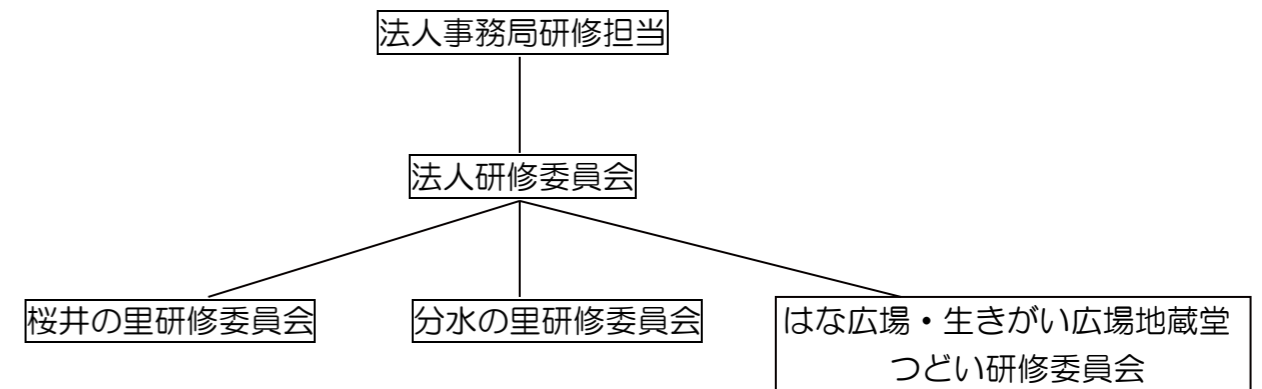 法人事務局研修担当
法人研修委員会
桜井の里研修委員会
分水の里研修委員会
はな広場・生きがい広場地蔵堂
つどい研修委員会